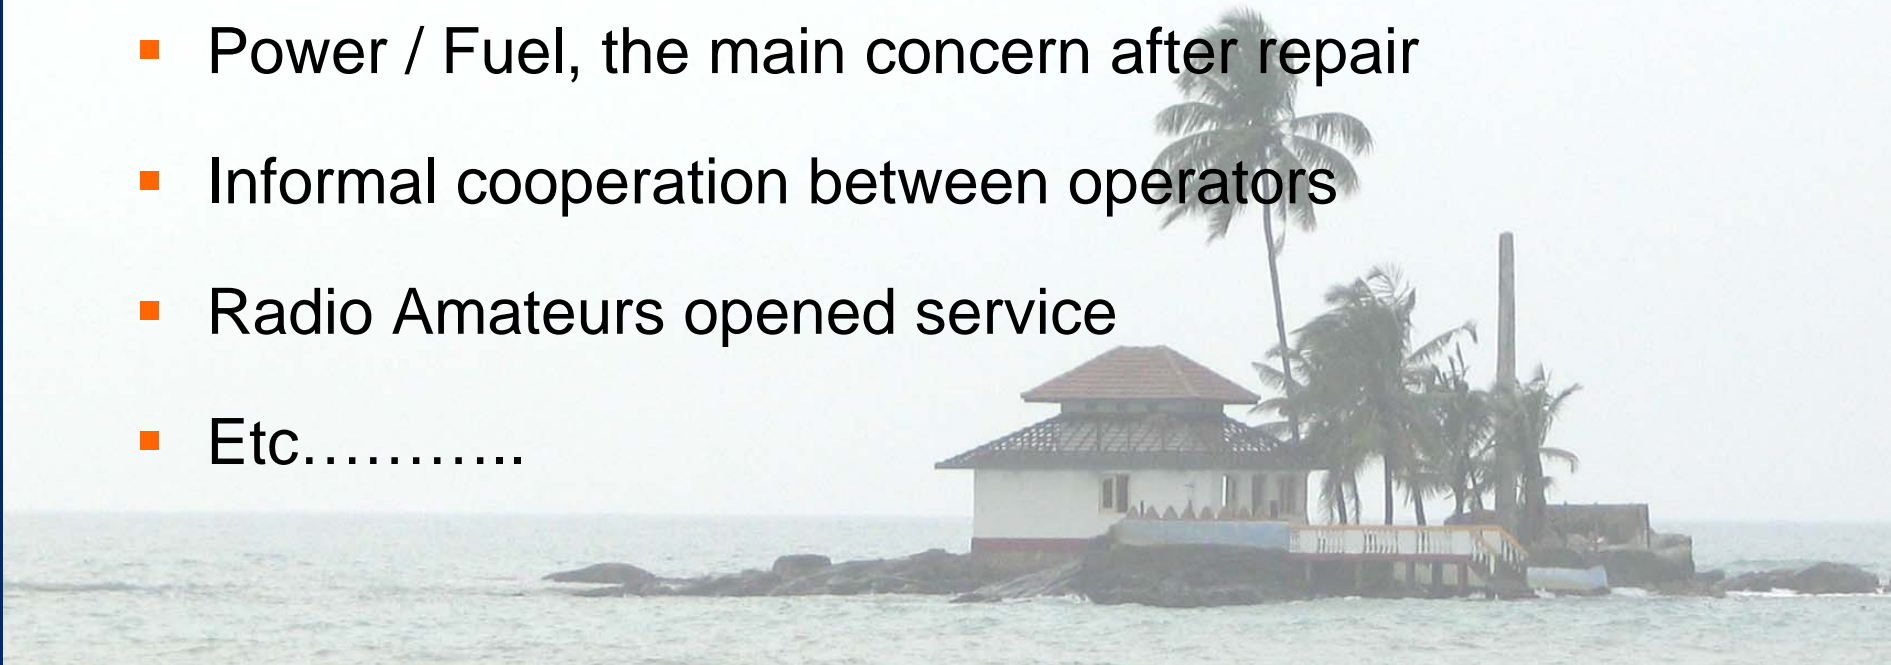 Power / Fuel, the main concern after repair
Informal cooperation between operators
Radio Amateurs opened service
Etc………..